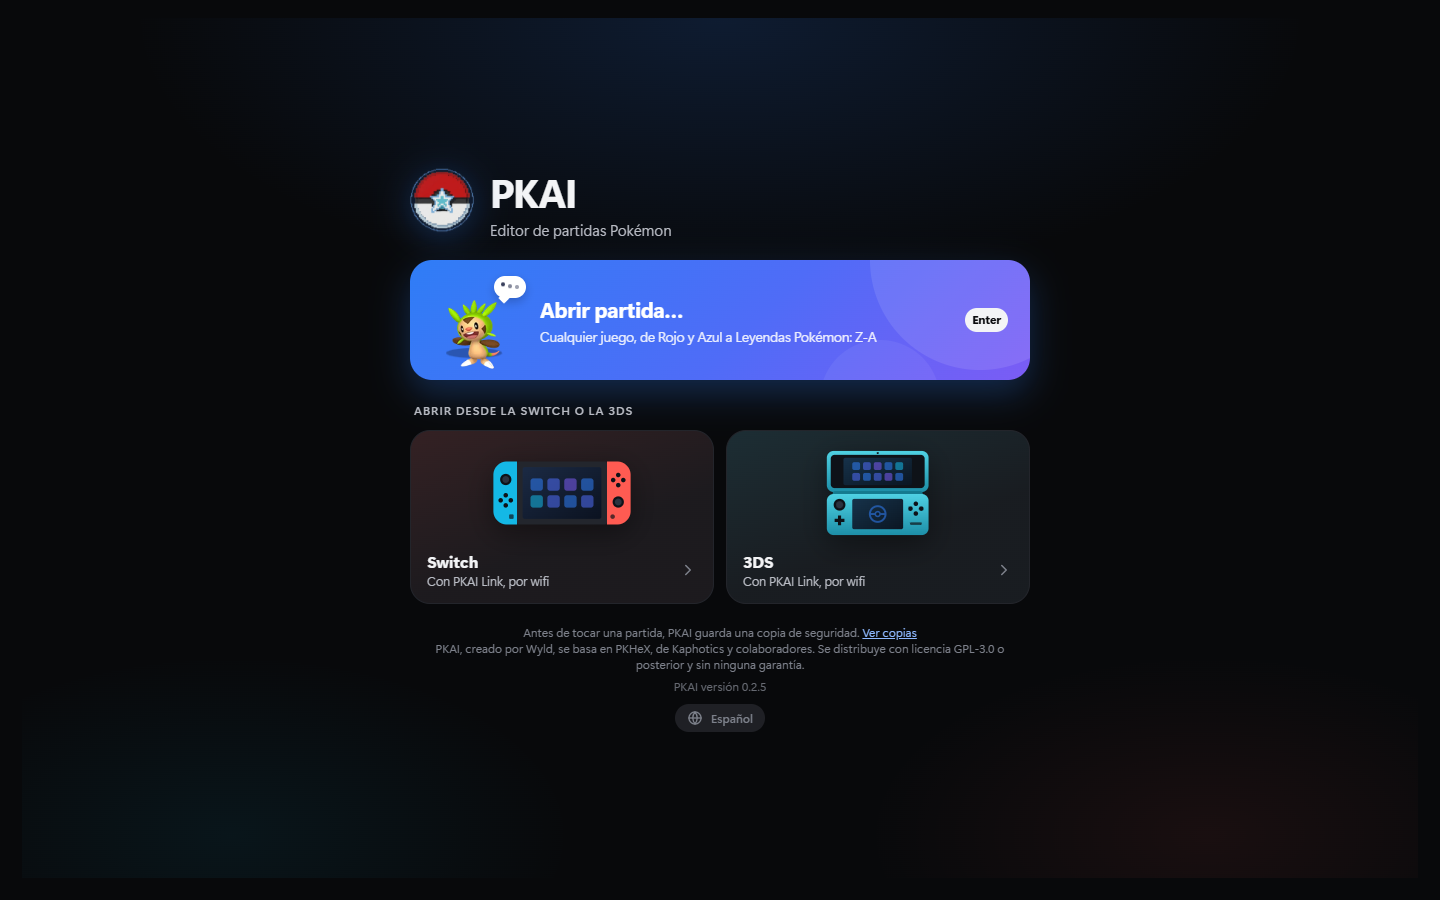 PKAI
Editor de partidas Pokémon
Abrir partida...
Cualquier juego, de Rojo y Azul a Leyendas Pokémon: Z-A
Enter
ABRIR DESDE LA SWITCH O LA 3DS
Switch
Con PKAI Link, por wifi
3DS
Con PKAI Link, por wifi
Antes de tocar una partida, PKAI guarda una copia de seguridad. Ver copias
PKAI, creado por Wyld, se basa en PKHeX, de Kaphotics y colaboradores. Se distribuye con licencia GPL-3.0 o
posterior y sin ninguna garantía.
PKAI versión 0.2.5
Español